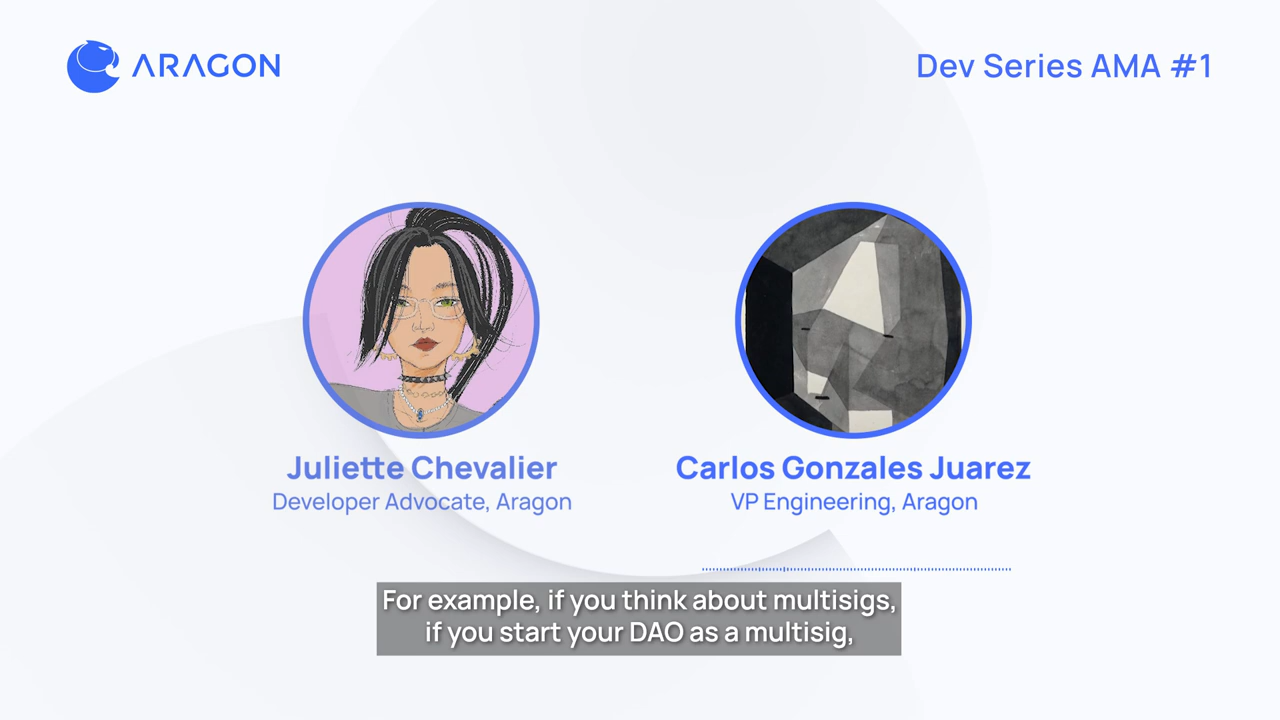 ARAGON
Dev Series AMA #1
Juliette Chevalier
Developer Advocate, Aragon
Carlos Gonzales Juarez
VP Engineering, Aragon
For example, if you think about multisigs,
if you start your DAO as a multisig,